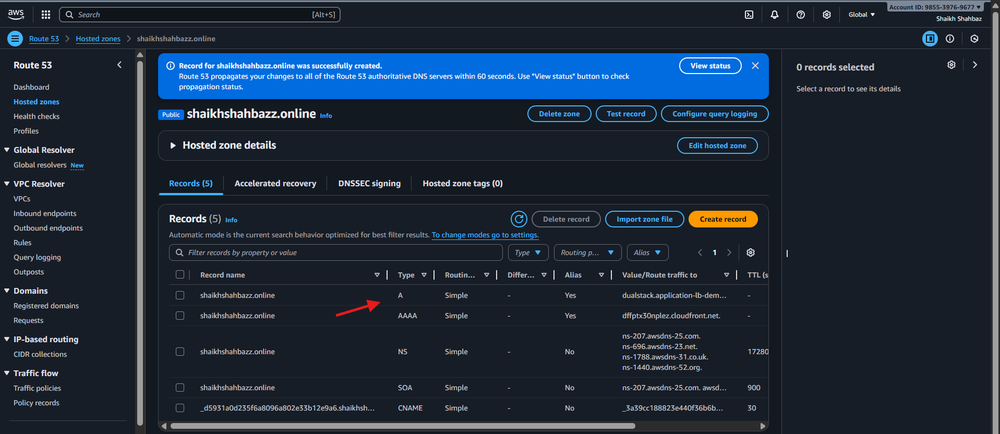 aws
Search
[Alt+S]
Global
Account ID: 9855-3976-9677
Shaikh Shahbaz
Route 53
Hosted zones
shaikhshahbazz.online
Route 53
Dashboard
Hosted zones
Health checks
Profiles
Global Resolver
Global resolvers New
VPC Resolver
VPCs
Inbound endpoints
Outbound endpoints
Rules
Query logging
Outposts
Domains
Registered domains
Requests
IP-based routing
CIDR collections
Traffic flow
Traffic policies
Policy records
Record for shaikhshahbazz.online was successfully created.
Route 53 propagates your changes to all of the Route 53 authoritative DNS servers within 60 seconds. Use "View status" button to check
propagation status.
View status
Public shaikhshahbazz.online Info
Delete zone
Test record
Configure query logging
Hosted zone details
Edit hosted zone
Records (5)
Accelerated recovery
DNSSEC signing
Hosted zone tags (0)
Records (5) Info
Delete record
Import zone file
Create record
Automatic mode is the current search behavior optimized for best filter results. To change modes go to settings.
Filter records by property or value
Type
Routing p...
Alias
1
Record name Type Routin... Differ... Alias Value/Route traffic to TTL (s
shaikhshahbazz.online A Simple - Yes dualstack.application-lb-dem... -
shaikhshahbazz.online AAAA Simple - Yes dffptx30nplez.cloudfront.net. -
ns-207.awsdns-25.com.
ns-696.awsdns-23.net.
shaikhshahbazz.online NS Simple - No 17280
ns-1788.awsdns-31.co.uk.
ns-1440.awsdns-52.org.
shaikhshahbazz.online SOA Simple - No ns-207.awsdns-25.com. awsd... 900
_d5931a0d235f6a8096a802e33b12e9a6.shaikhsh... CNAME Simple - No _3a39cc188823e440f36b6b... 30
0 records selected
Select a record to see its details